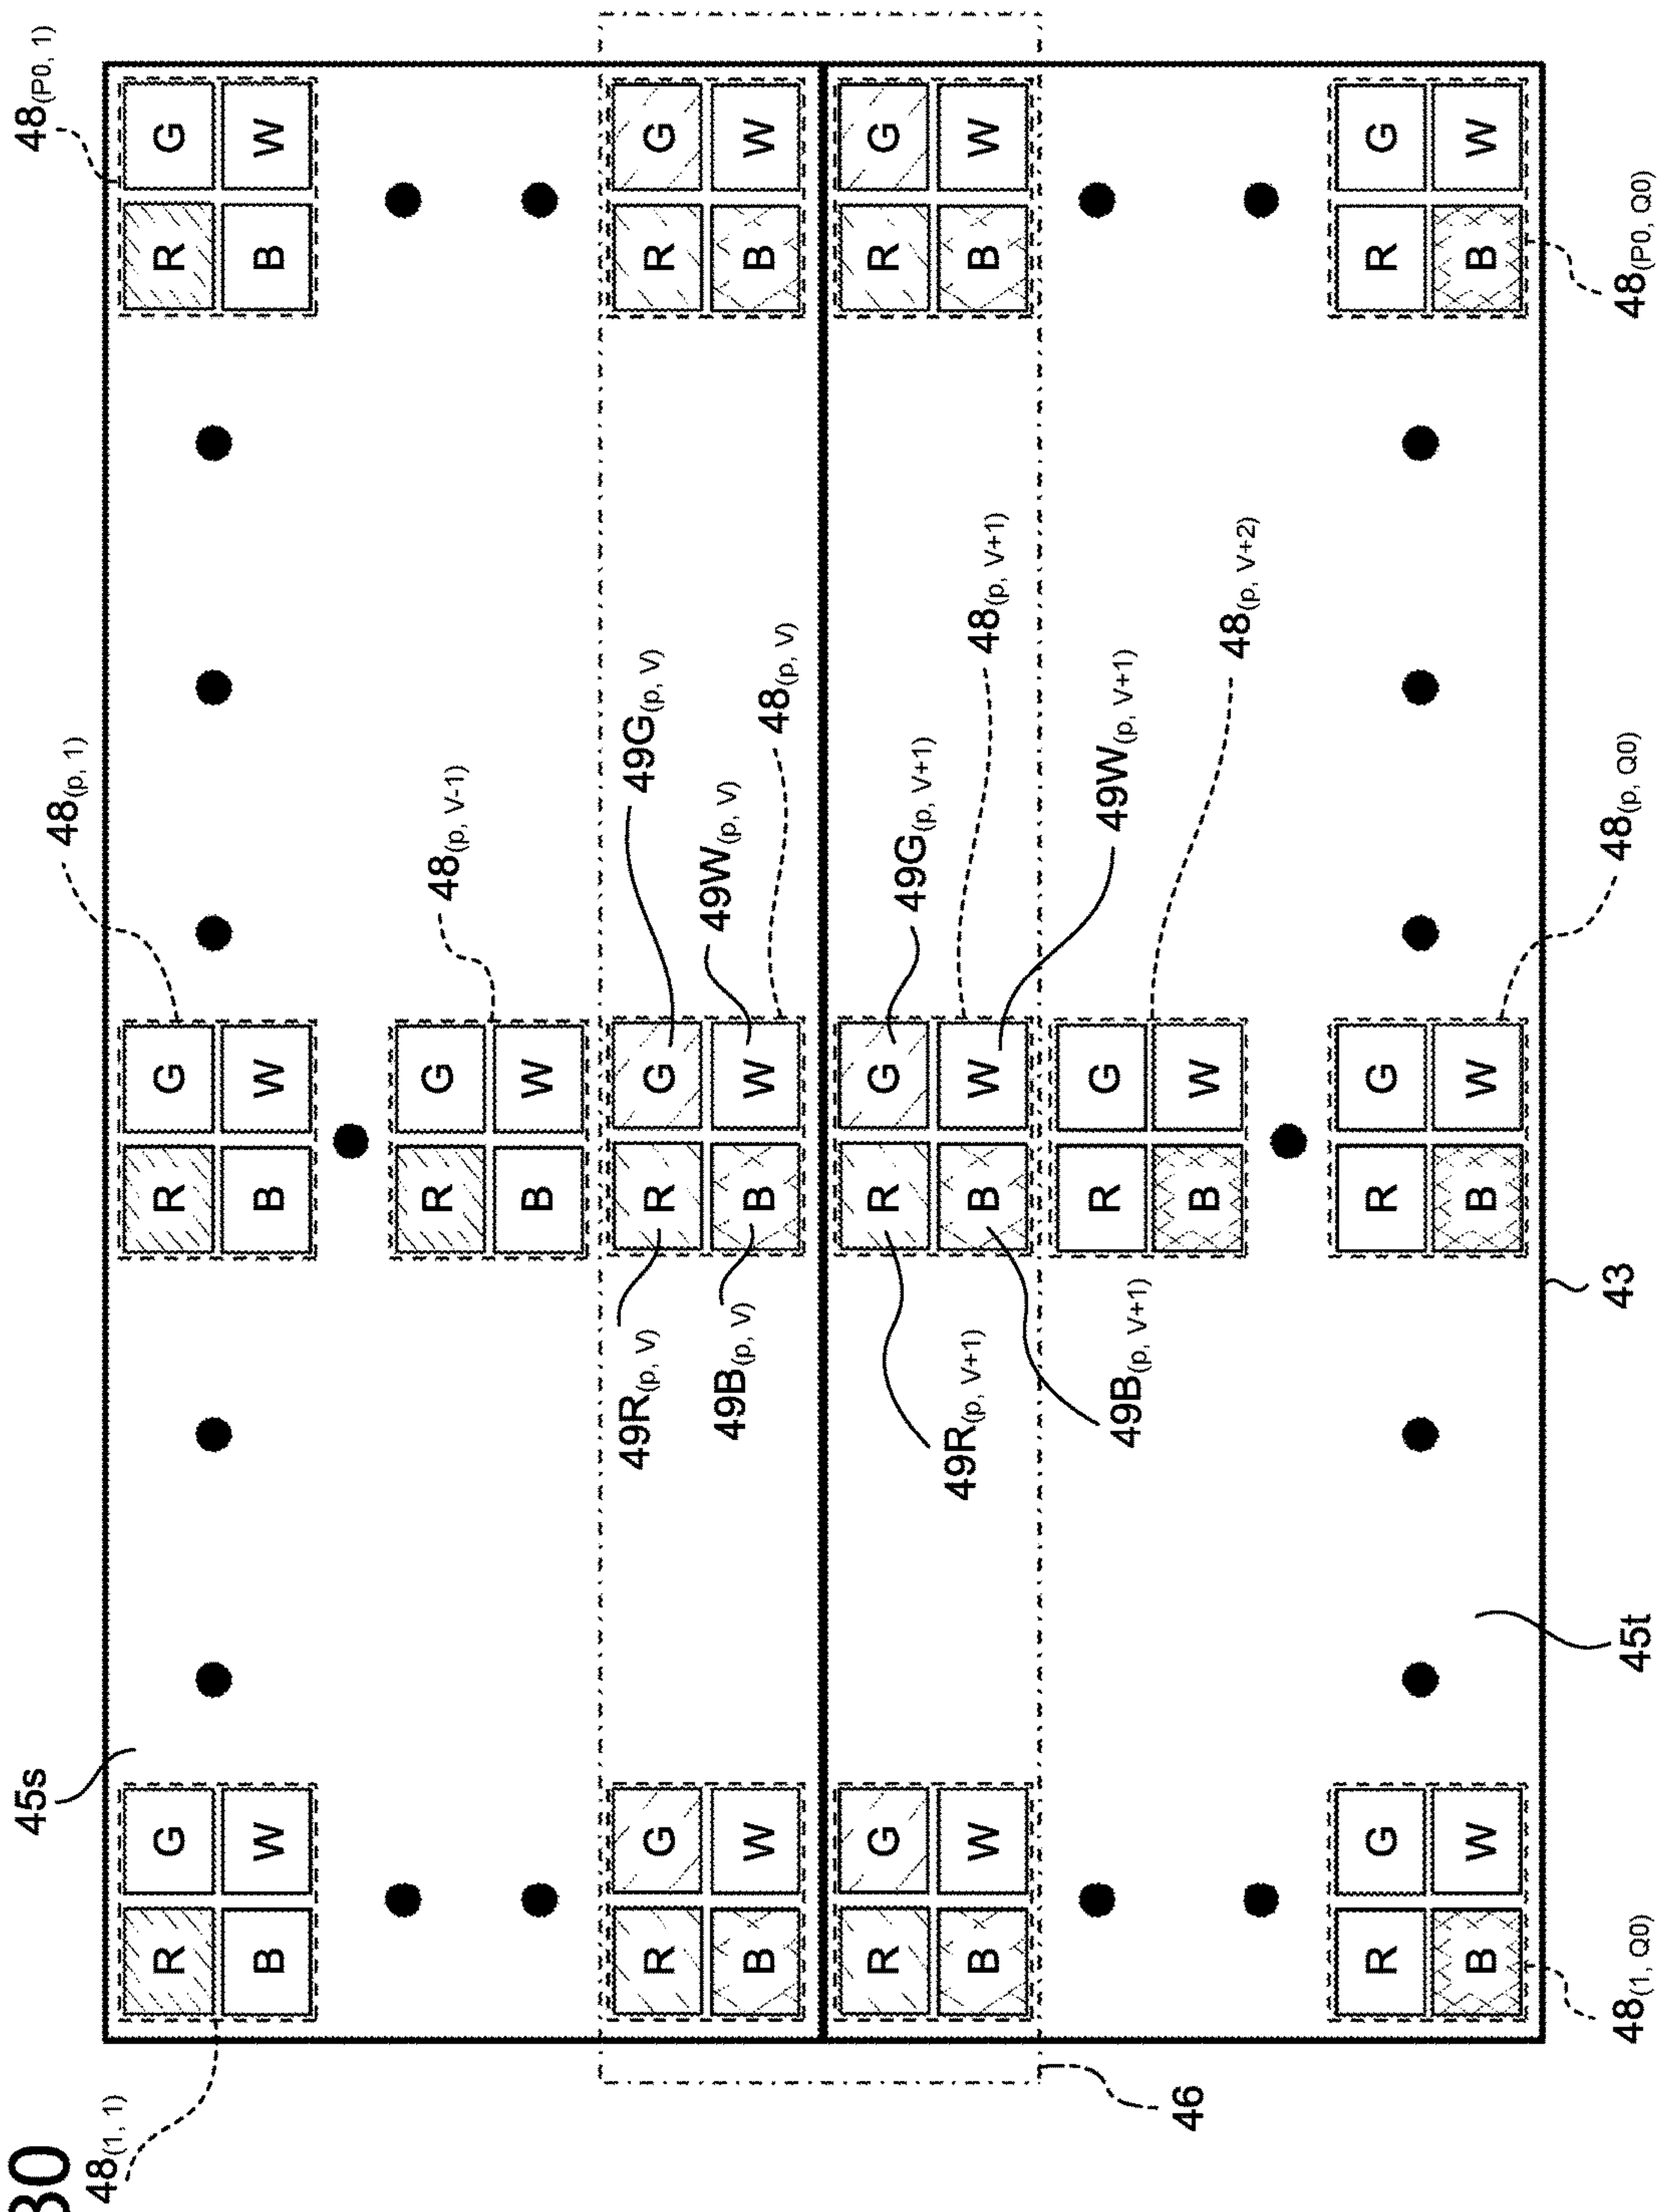 30
45s
48(P0, 1)
48(p, 1)
48(1, 1)
R G R G R G
B W B W B W
R G
48(p, V-1)
B W
49R(p, V)
49G(p, V)
R G R G R G
49B(p, V)
49W(p, V)
B W B W B W
48(p, V)
R G R G R G
49G(p, V+1)
49R(p, V+1)
B W B W B W
48(p, V+1)
R G
49B(p, V+1)
49W(p, V+1)
46
B W
48(p, V+2)
R G R G R G
B W B W B W
48(1, Q0)
45t
43
48(p, Q0)
48(P0, Q0)